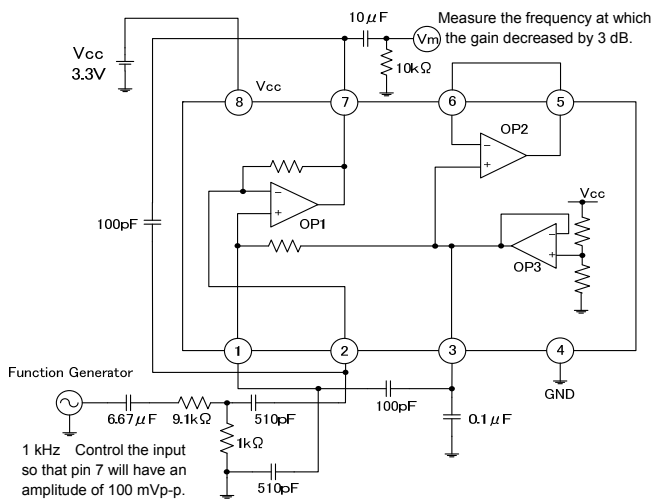 10μF
Vm
Measure the frequency at which
the gain decreased by 3 dB.
10kΩ
Vcc
3.3V
Vcc
8
7
6
5
OP2
-
+
100pF
-
+
OP1
Vcc
-
+
OP3
1
2
3
4
GND
Function Generator
6.67μF
9.1kΩ
510pF
100pF
0.1μF
1kΩ
510pF
1 kHz Control the input
so that pin 7 will have an
amplitude of 100 mVp-p.